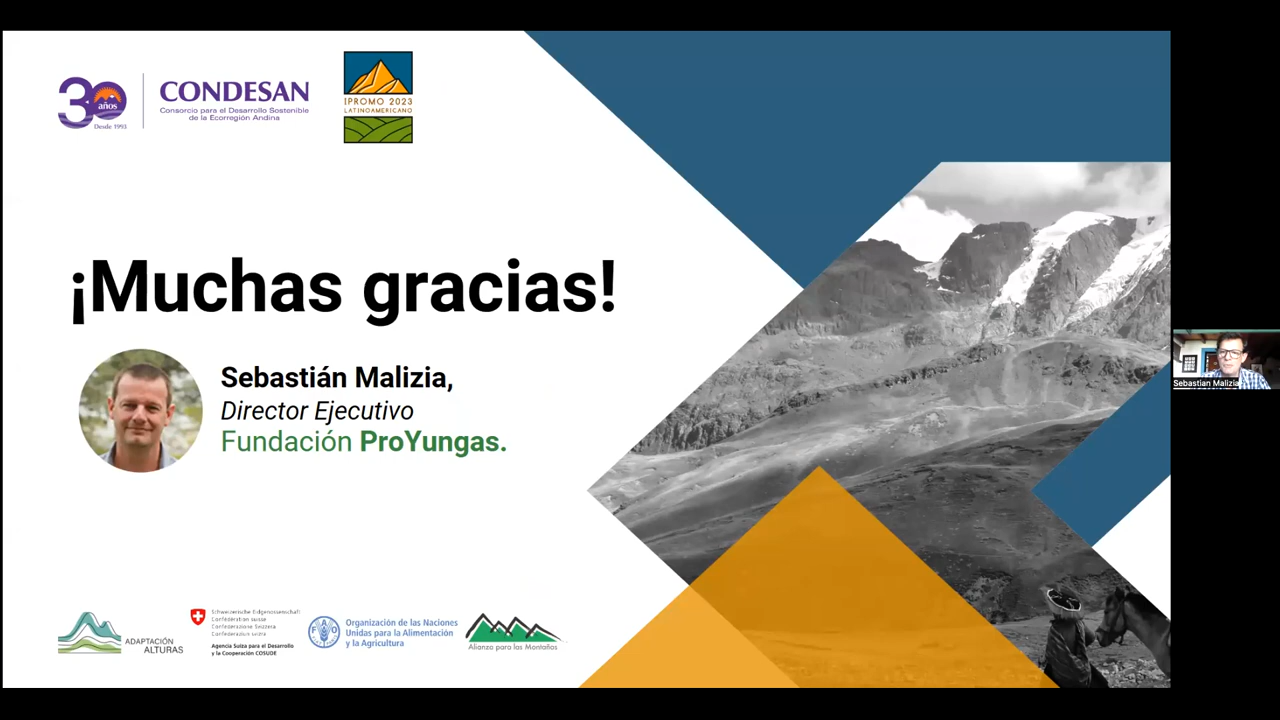 30
años
Desde 1993
CONDESAN
Consorcio para el Desarrollo Sostenible
de la Ecorregión Andina
IPROMO 2023
LATINOAMERICANO
¡Muchas gracias!
Sebastián Malizia,
Director Ejecutivo
Fundación ProYungas.
Sebastian Malizia
ADAPTACIÓN
ALTURAS
Schweizerische Eidgenossenschaft
Confédération suisse
Confederazione Svizzera
Confederaziun svizra
Agencia Suiza para el Desarrollo
y la Cooperación COSUDE
FAO
Organización de las Naciones
Unidas para la Alimentación
y la Agricultura
Alianza para las Montañas